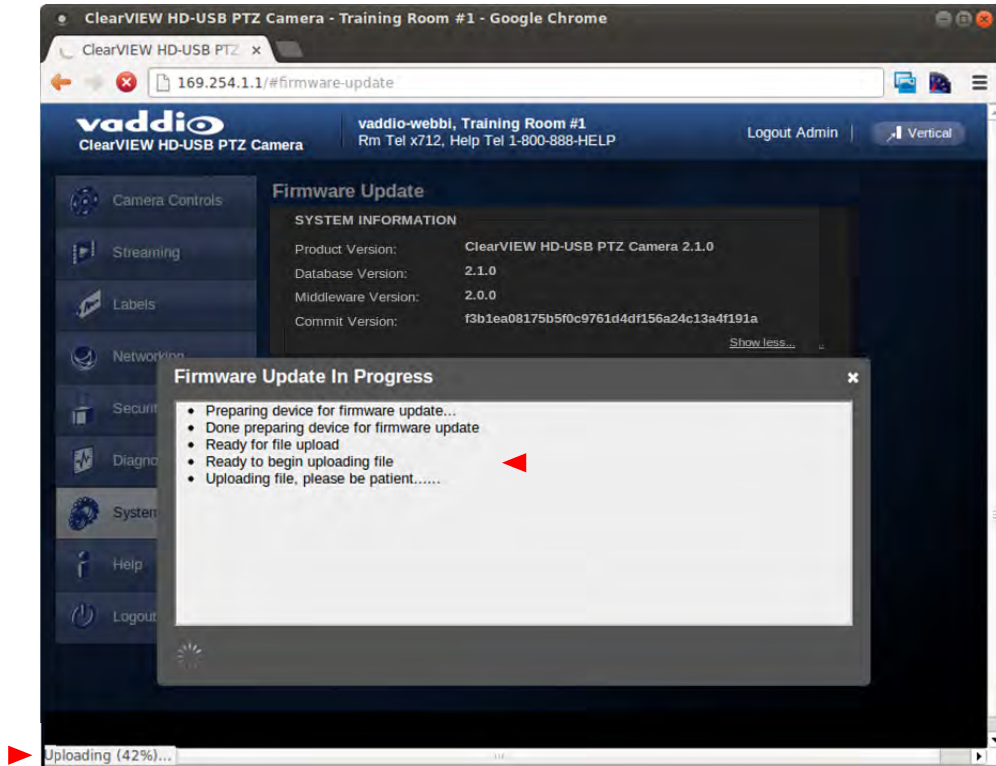 ClearVIEW HD-USB PTZ Camera - Training Room #1 - Google Chrome
ClearVIEW HD-USB PTZ
169.254.1.1/#firmware-update
vaddio
ClearVIEW HD-USB PTZ Camera
vaddio-webbi, Training Room #1
Rm Tel x712, Help Tel 1-800-888-HELP
Logout Admin
Vertical
Camera Controls
Streaming
Labels
Networking
Securit
Diagno
System
Help
Logout
Firmware Update
SYSTEM INFORMATION
Product Version: ClearVIEW HD-USB PTZ Camera 2.1.0
Database Version: 2.1.0
Middleware Version: 2.0.0
Commit Version: f3b1ea08175b5f0c9761d4df156a24c13a4f191a
Show less...
Firmware Update In Progress
• Preparing device for firmware update...
• Done preparing device for firmware update
• Ready for file upload
• Ready to begin uploading file
• Uploading file, please be patient......
Uploading (42%)...